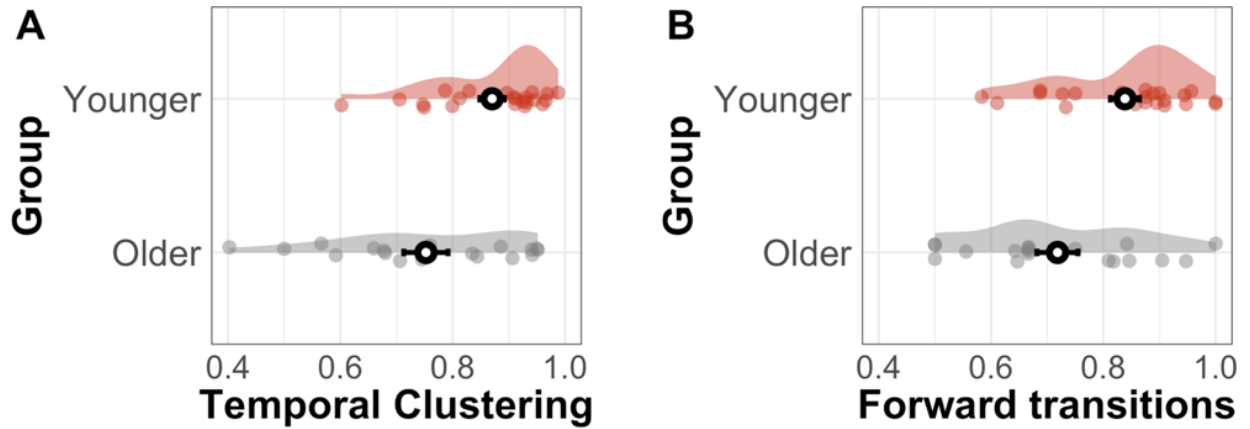 A
Group
Younger
Older
0.4 0.6 0.8 1.0
Temporal Clustering
B
Group
Younger
Older
0.4 0.6 0.8 1.0
Forward transitions